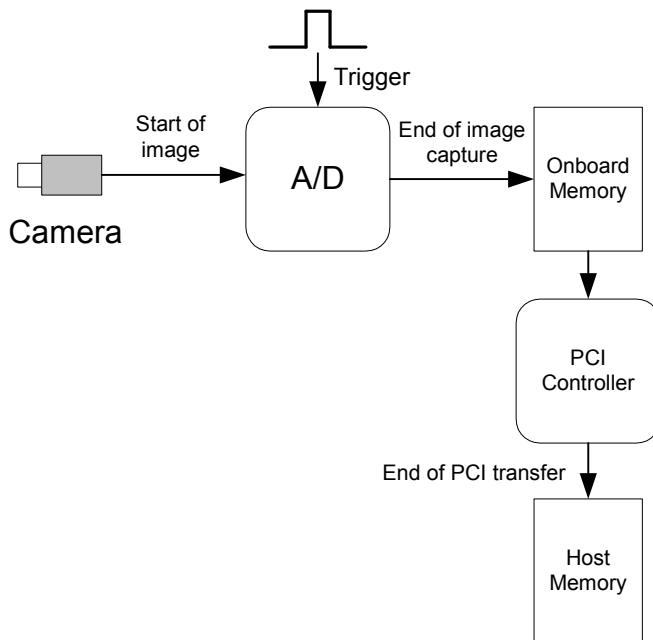 Trigger
Start of
image
A/D
End of image
capture
Onboard
Memory
Camera
PCI
Controller
End of PCI transfer
Host
Memory